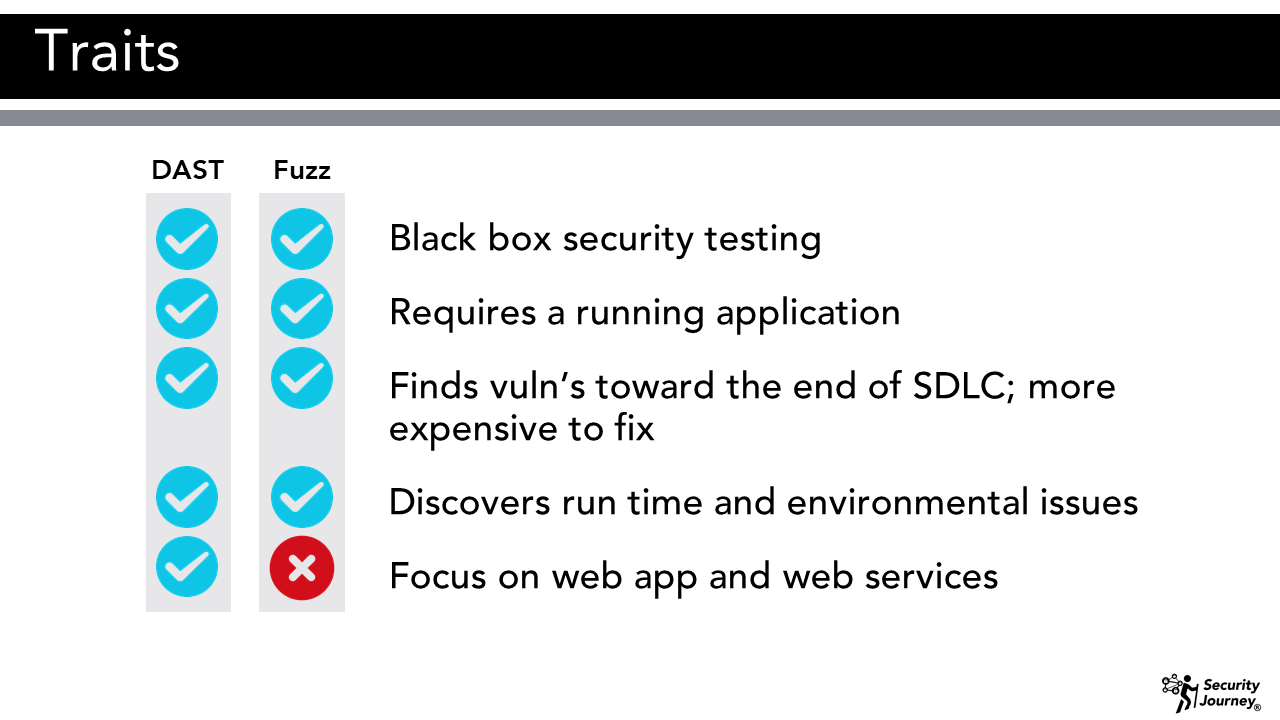 Traits
DAST
Fuzz
Black box security testing
Requires a running application
Finds vuln’s toward the end of SDLC; more
expensive to fix
Discovers run time and environmental issues
Focus on web app and web services
Security
Journey®